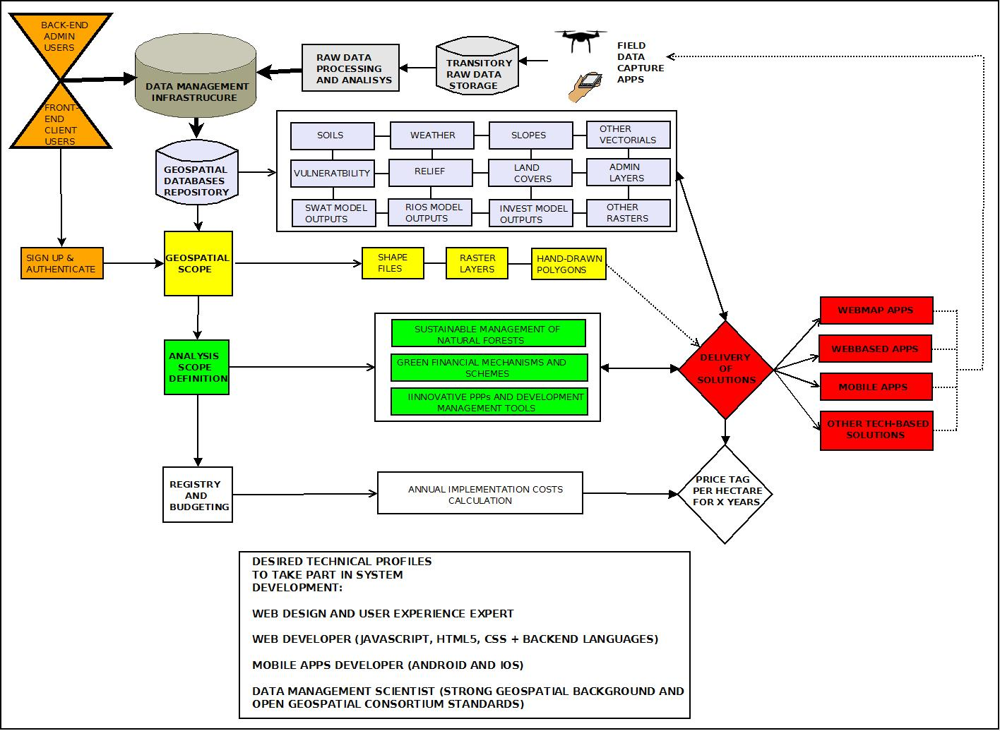 BACK-END
ADMIN
USERS
FRONT-
END
CLIENT
USERS
DATA MANAGEMENT
INFRASTRUCURE
RAW DATA
PROCESSING
AND ANALISYS
TRANSITORY
RAW DATA
STORAGE
FIELD
DATA
CAPTURE
APPS
GEOSPATIAL
DATABASES
REPOSITORY
SOILS
WEATHER
SLOPES
OTHER
VECTORIALS
VULNERATBILITY
RELIEF
LAND
COVERS
ADMIN
LAYERS
SWAT MODEL
OUTPUTS
RIOS MODEL
OUTPUTS
INVEST MODEL
OUTPUTS
OTHER
RASTERS
SIGN UP &
AUTHENTICATE
GEOSPATIAL
SCOPE
SHAPE
FILES
RASTER
LAYERS
HAND-DRAWN
POLYGONS
ANALYSIS
SCOPE
DEFINITION
SUSTAINABLE MANAGEMENT OF
NATURAL FORESTS
GREEN FINANCIAL MECHANISMS AND
SCHEMES
IINNOVATIVE PPPs AND DEVELOPMENT
MANAGEMENT TOOLS
DELIVERY
OF
SOLUTIONS
WEBMAP APPS
WEBBASED APPS
MOBILE APPS
OTHER TECH-BASED
SOLUTIONS
REGISTRY
AND
BUDGETING
ANNUAL IMPLEMENTATION COSTS
CALCULATION
PRICE TAG
PER HECTARE
FOR X YEARS
DESIRED TECHNICAL PROFILES
TO TAKE PART IN SYSTEM
DEVELOPMENT:
WEB DESIGN AND USER EXPERIENCE EXPERT
WEB DEVELOPER (JAVASCRIPT, HTML5, CSS + BACKEND LANGUAGES)
MOBILE APPS DEVELOPER (ANDROID AND IOS)
DATA MANAGEMENT SCIENTIST (STRONG GEOSPATIAL BACKGROUND AND
OPEN GEOSPATIAL CONSORTIUM STANDARDS)